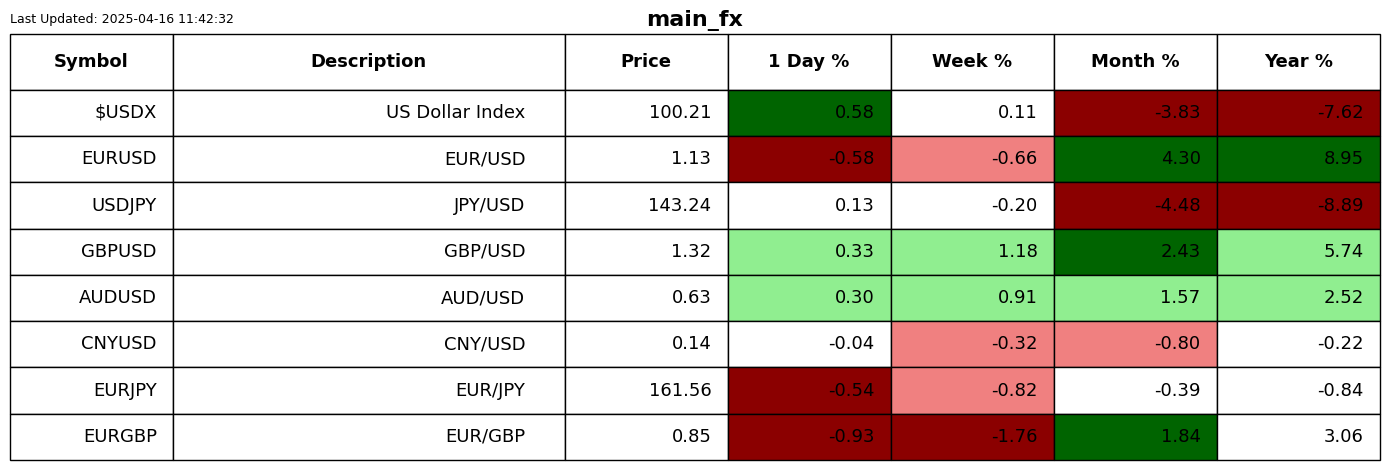 Last Updated: 2025-04-16 11:42:32
main_fx
Symbol Description Price 1 Day % Week % Month % Year %
$USDX US Dollar Index 100.21 0.58 0.11 -3.83 -7.62
EURUSD EUR/USD 1.13 -0.58 -0.66 4.30 8.95
USDJPY JPY/USD 143.24 0.13 -0.20 -4.48 -8.89
GBPUSD GBP/USD 1.32 0.33 1.18 2.43 5.74
AUDUSD AUD/USD 0.63 0.30 0.91 1.57 2.52
CNYUSD CNY/USD 0.14 -0.04 -0.32 -0.80 -0.22
EURJPY EUR/JPY 161.56 -0.54 -0.82 -0.39 -0.84
EURGBP EUR/GBP 0.85 -0.93 -1.76 1.84 3.06